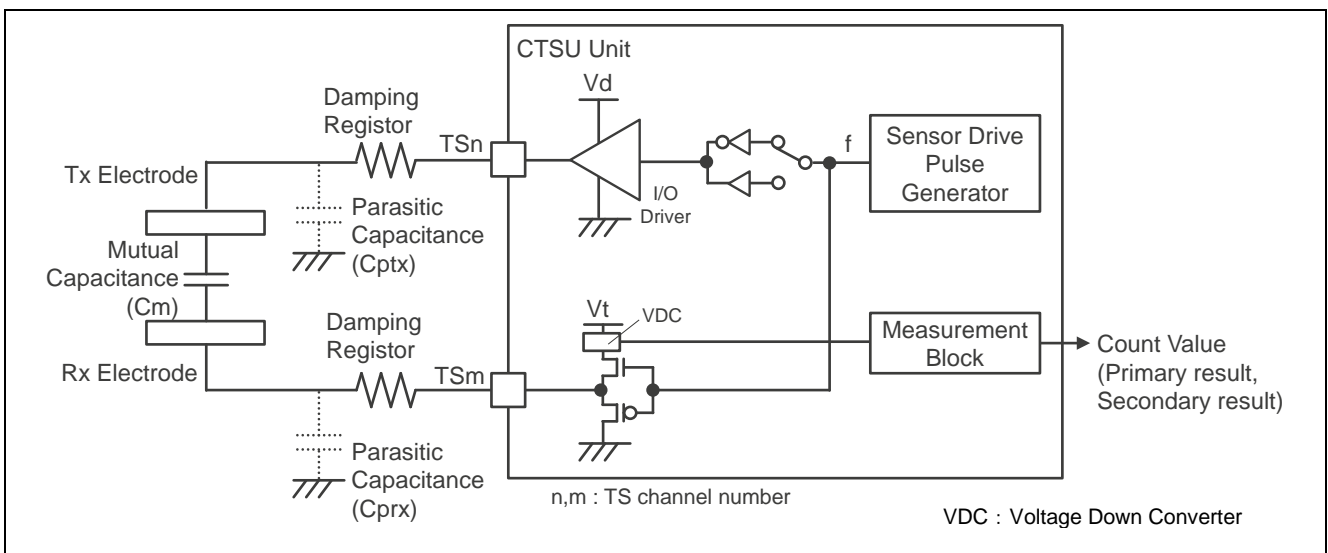 CTSU Unit
Vd
Damping
Registor
TSn
Tx Electrode
Parasitic
Capacitance
(Cptx)
I/O
Driver
f
Sensor Drive
Pulse
Generator
Mutual
Capacitance
(Cm)
Vt
VDC
Damping
Registor
TSm
Rx Electrode
Measurement
Block
Count Value
(Primary result,
Secondary result)
Parasitic
Capacitance
(Cprx)
n,m : TS channel number
VDC : Voltage Down Converter